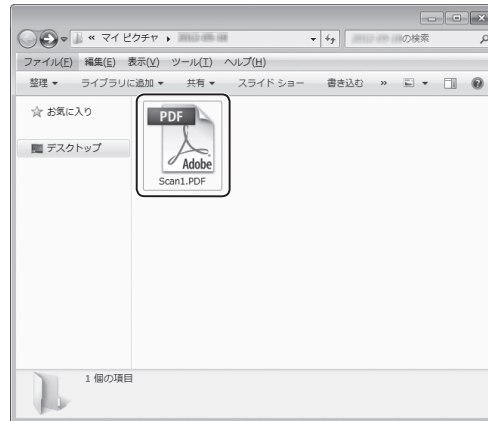 « マイ ピクチャ ▸
の検索
ファイル(F) 編集(E) 表示(V) ツール(T) ヘルプ(H)
整理 ▼ ライブラリに追加 ▼ 共有 ▼ スライド ショー 書き込む »
お気に入り
デスクトップ
PDF
Adobe
Scan1.PDF
1 個の項目